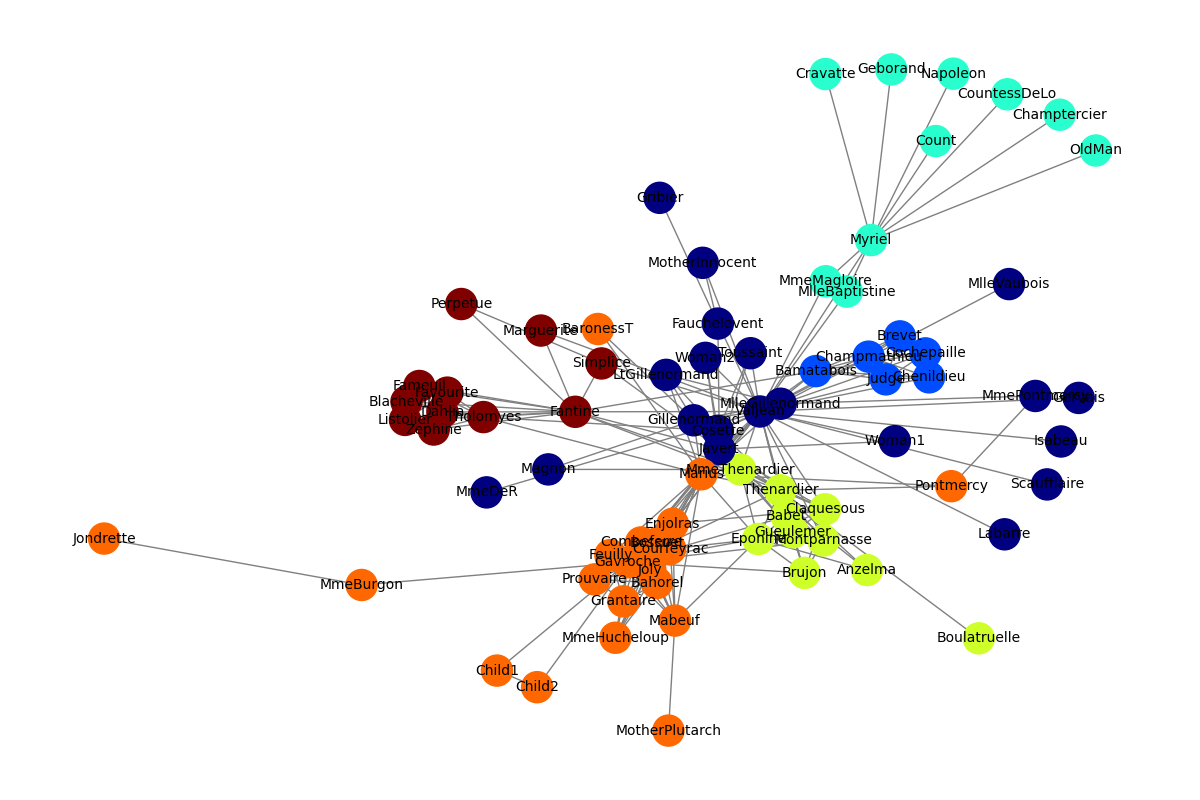 Cravatte
Geborand
Napoleon
CountessDeLo
Champtercier
Count
OldMan
Gribier
Myriel
MotherInnocent
MmeMagloire
MlleBaptistine
MlleVaubois
Perpetue
Marguerite
BaronessT
Fauchelevent
Brevet
Simplice
Woman2
Toussaint
Champmathieu
Cochepaille
LtGillenormand
Bamatabois
Judge
Chenildieu
Fameuil
Favourite
Blacheville
Dahlia
Listolier
Zephine
Tholomyes
Fantine
Gillenormand
MlleGillenormand
Valjean
MmePontmercy
Gervais
Cosette
Javert
Woman1
Isabeau
Magnon
MmeDeR
Marius
MmeThenardier
Thenardier
Pontmercy
Scaufflaire
Claquesous
Babet
Enjolras
Gueulemer
Eponine
Montparnasse
Labarre
Jondrette
Combeferre
Bossuet
Courfeyrac
Feuilly
Gavroche
Joly
MmeBurgon
Prouvaire
Bahorel
Brujon
Anzelma
Grantaire
Mabeuf
MmeHucheloup
Boulatruelle
Child1
Child2
MotherPlutarch